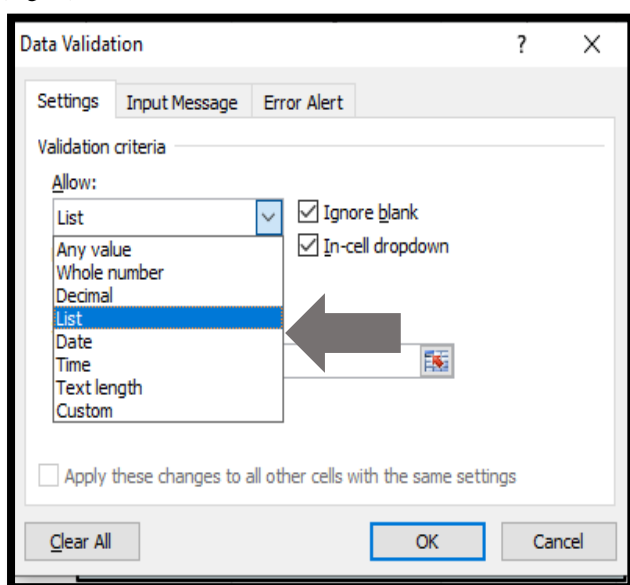 Data Validation ? X
Settings Input Message Error Alert
Validation criteria
Allow:
List
Ignore blank
Any value
In-cell dropdown
Whole number
Decimal
List
Date
Time
Text length
Custom
Apply these changes to all other cells with the same settings
Clear All OK Cancel